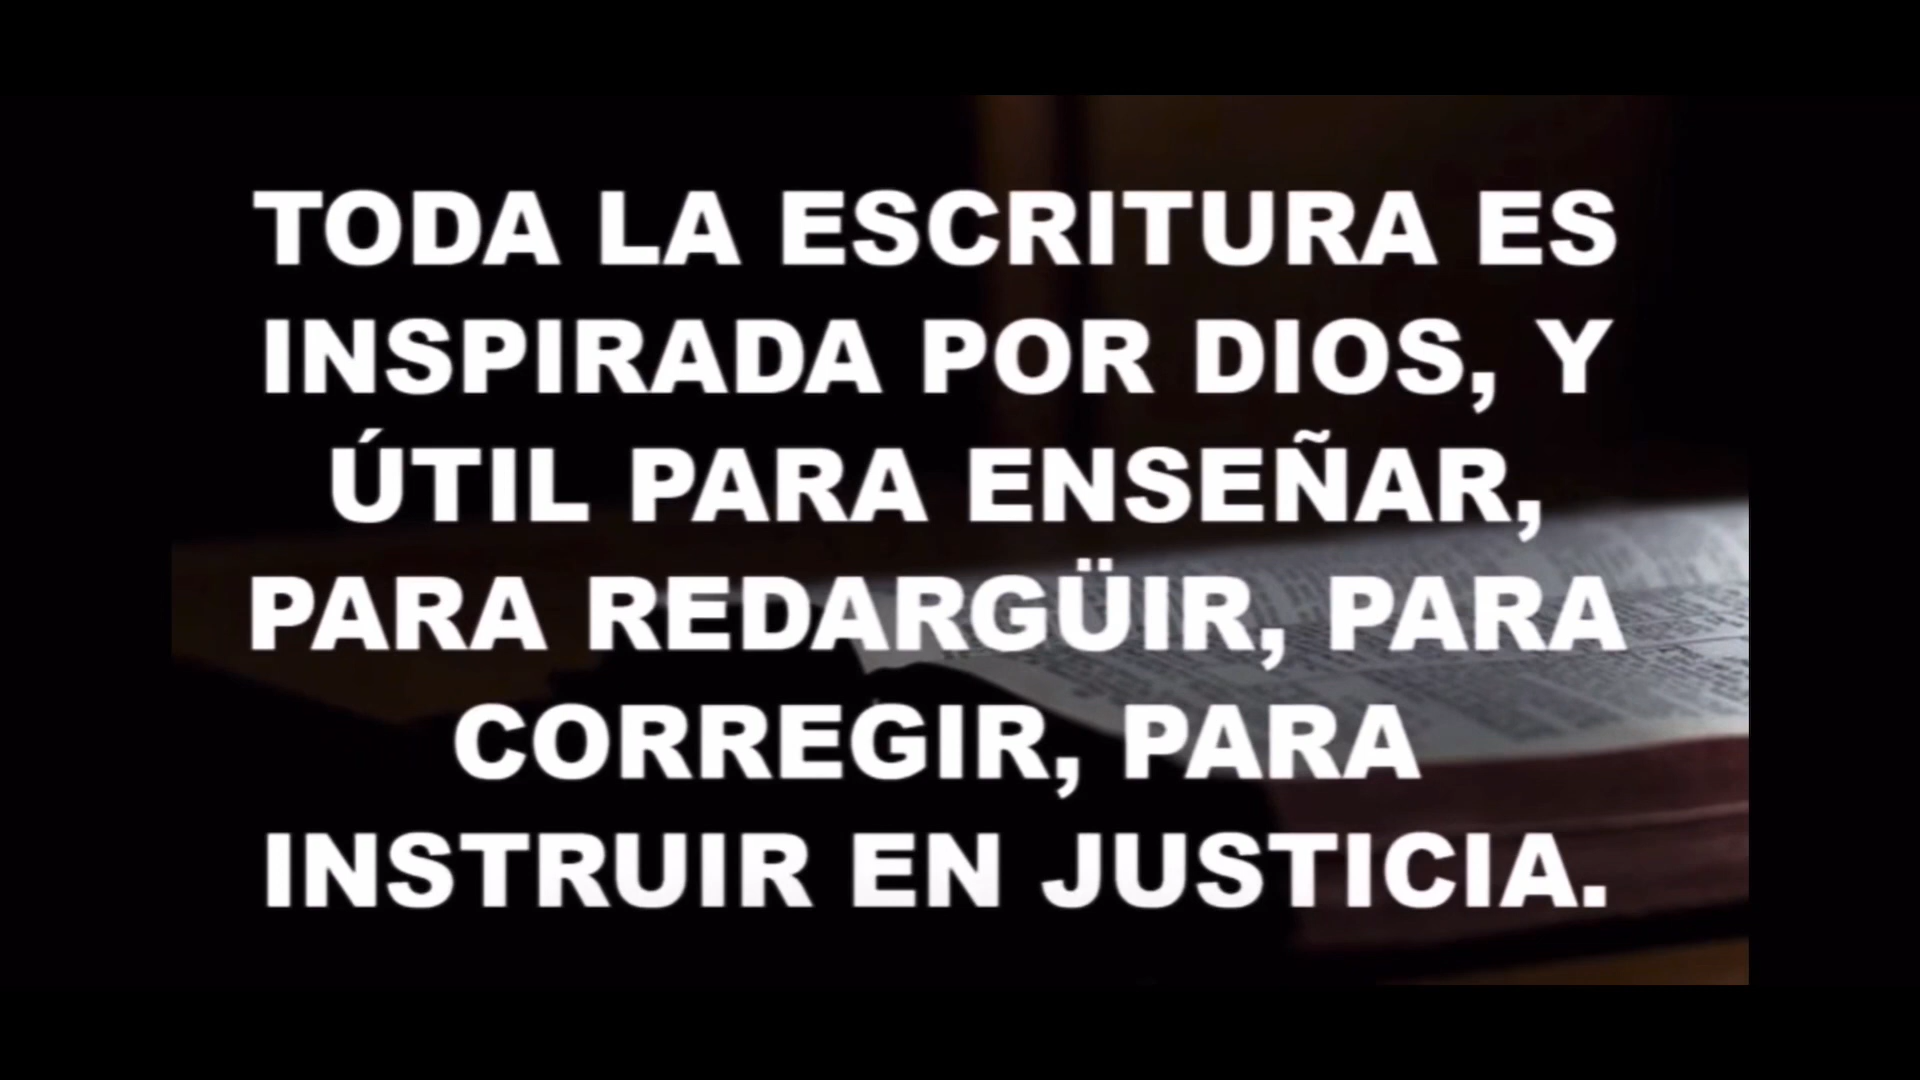 TODA LA ESCRITURA ES
INSPIRADA POR DIOS, Y
ÚTIL PARA ENSEÑAR,
PARA REDARGÜIR, PARA
CORREGIR, PARA
INSTRUIR EN JUSTICIA.